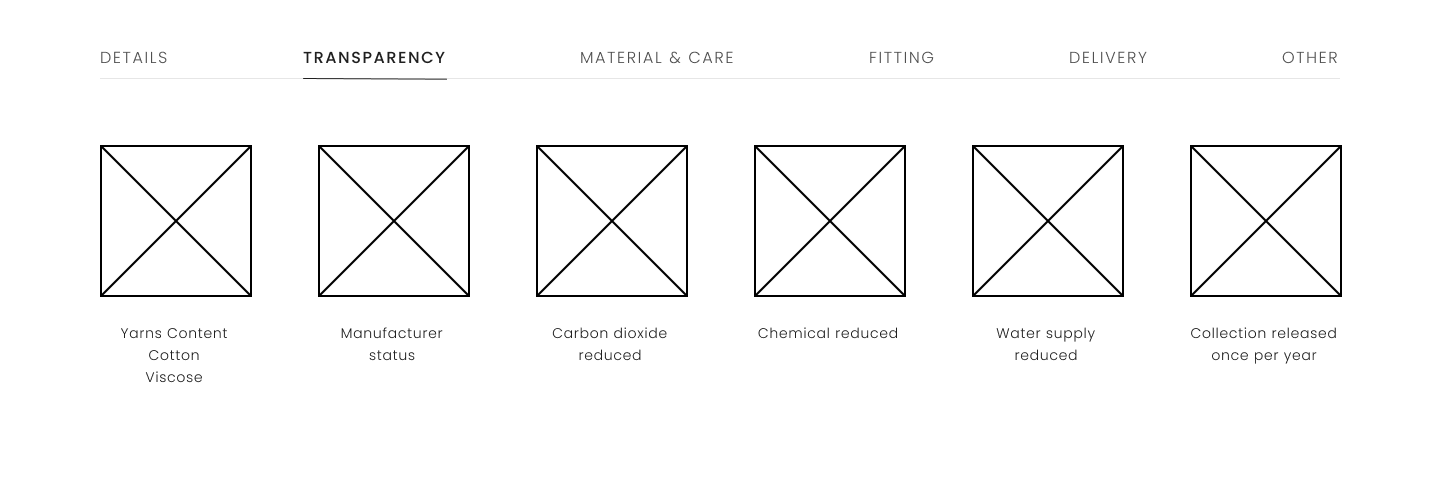 DETAILS TRANSPARENCY MATERIAL & CARE FITTING DELIVERY OTHER
Yarns Content
Cotton
Viscose
Manufacturer
status
Carbon dioxide
reduced
Chemical reduced
Water supply
reduced
Collection released
once per year